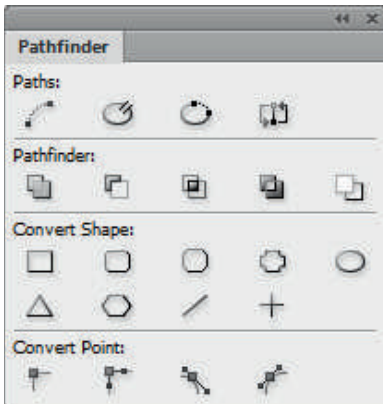 Pathfinder
Paths:
Pathfinder:
Convert Shape:
Convert Point: